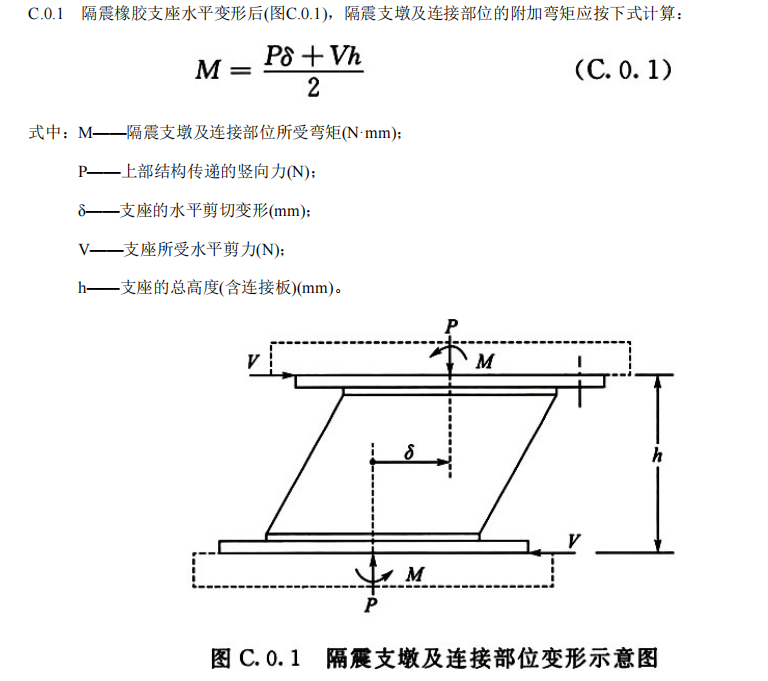 C.0.1 隔震橡胶支座水平变形后(图C.0.1)，隔震支墩及连接部位的附加弯矩应按下式计算：
M = (Pδ + Vh) / 2 (C. 0. 1)
式中：M——隔震支墩及连接部位所受弯矩(N·mm)；
P——上部结构传递的竖向力(N)；
δ——支座的水平剪切变形(mm)；
V——支座所受水平剪力(N)；
h——支座的总高度(含连接板)(mm)。
P
V
M
δ
h
V
M
P
图 C. 0. 1 隔震支墩及连接部位变形示意图